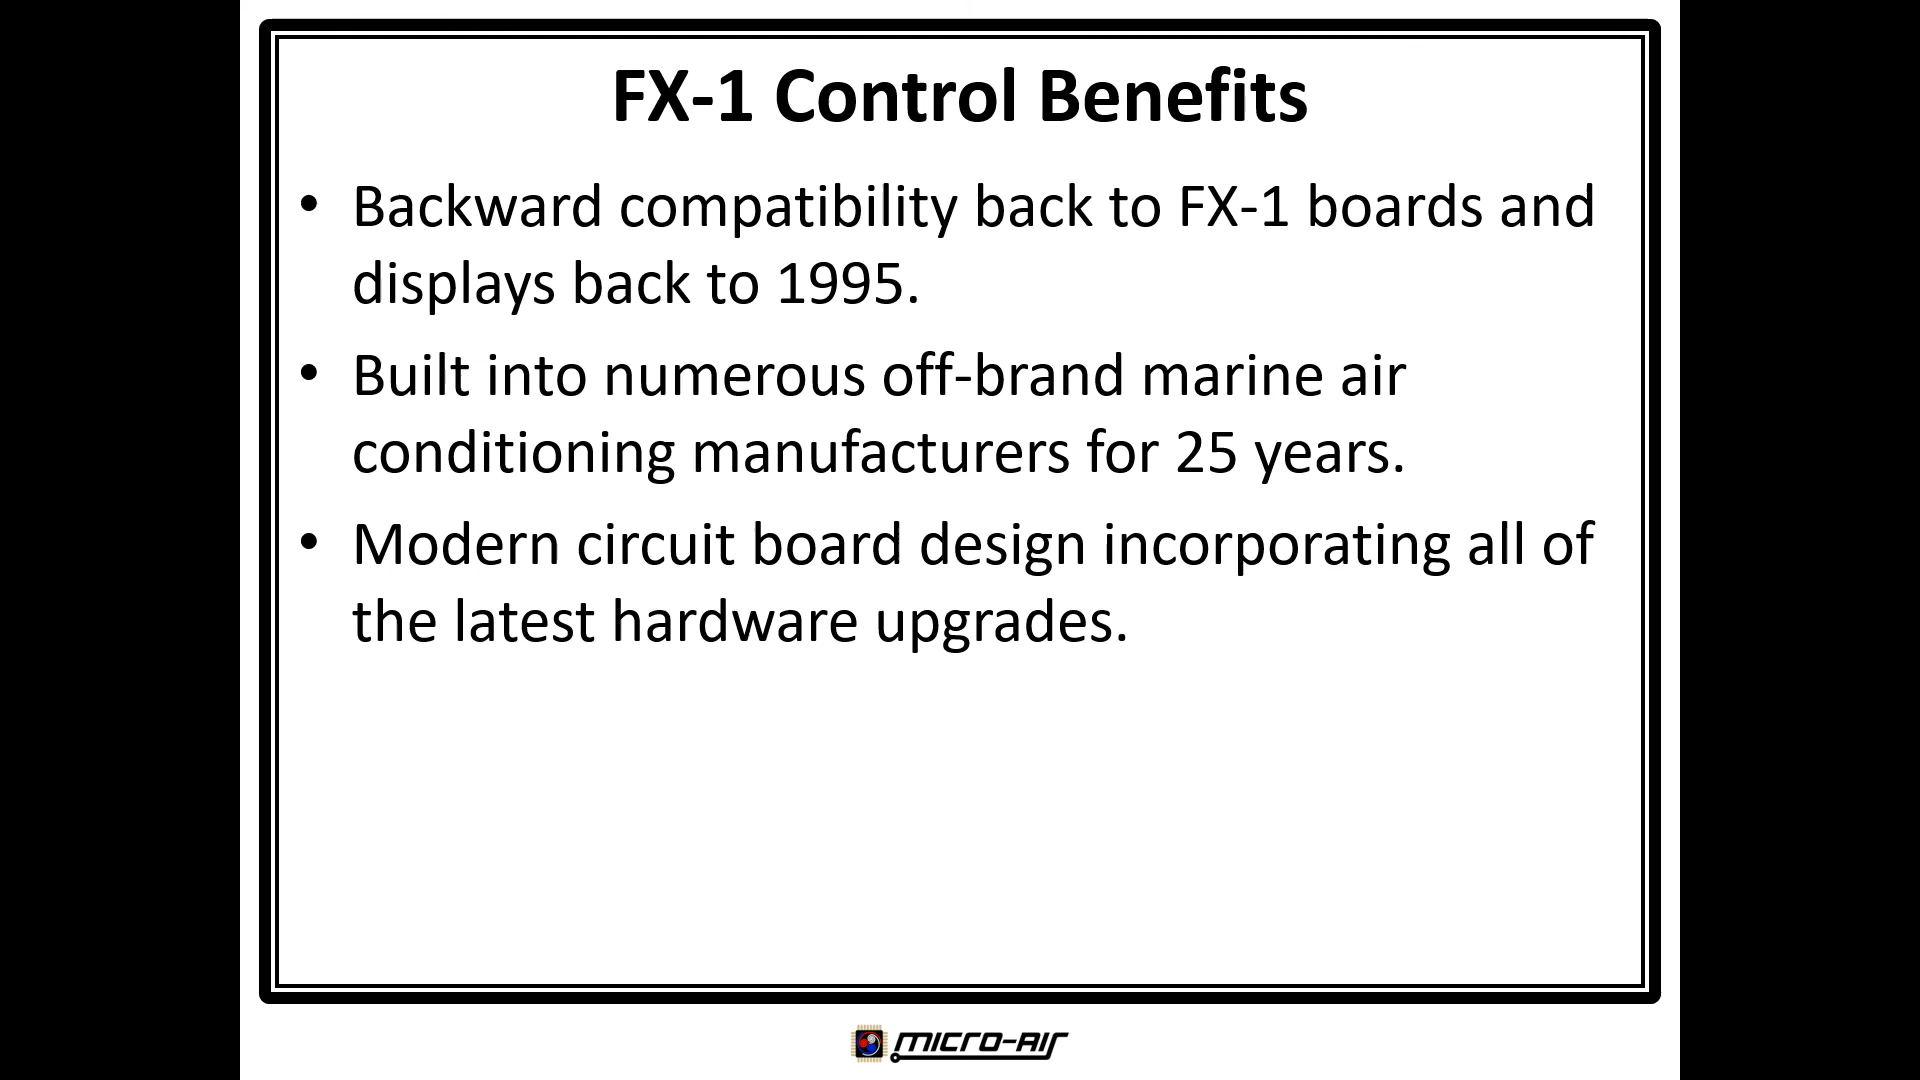 FX-1 Control Benefits
• Backward compatibility back to FX-1 boards and
displays back to 1995.
• Built into numerous off-brand marine air
conditioning manufacturers for 25 years.
• Modern circuit board design incorporating all of
the latest hardware upgrades.
MICRO-AIR